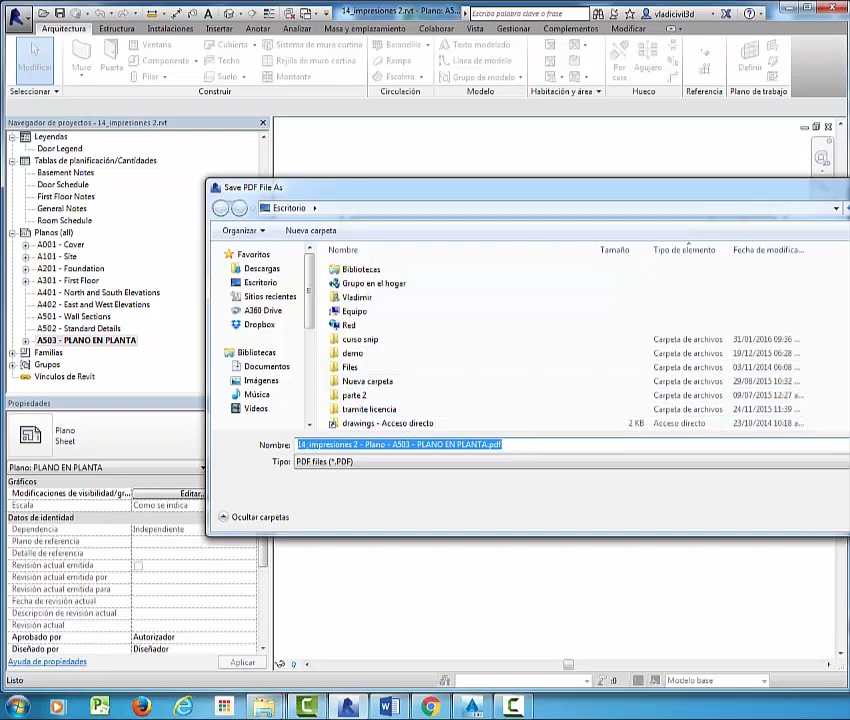 14_impresiones 2.rvt - Plano: A5...
Escriba palabra clave o frase
vladicivil3d
Arquitectura Estructura Instalaciones Insertar Anotar Analizar Masa y emplazamiento Colaborar Vista Gestionar Complementos Modificar
Modificar
Muro
Puerta
Ventana
Componente
Pilar
Cubierta
Techo
Suelo
Sistema de muro cortina
Rejilla de muro cortina
Montante
Barandilla
Rampa
Escalera
Texto modelado
Línea de modelo
Grupo de modelo
Por cara
Agujero
Definir
Seleccionar
Construir
Circulación
Modelo
Habitación y área
Hueco
Referencia
Plano de trabajo
Navegador de proyectos - 14_impresiones 2.rvt
Leyendas
Door Legend
Tablas de planificación/Cantidades
Basement Notes
Door Schedule
First Floor Notes
General Notes
Room Schedule
Planos (all)
A001 - Cover
A101 - Site
A201 - Foundation
A301 - First Floor
A401 - North and South Elevations
A402 - East and West Elevations
A501 - Wall Sections
A502 - Standard Details
A503 - PLANO EN PLANTA
Familias
Grupos
Vínculos de Revit
Propiedades
Plano
Sheet
Plano: PLANO EN PLANTA
Gráficos
Modificaciones de visibilidad/gr... Editar...
Escala Como se indica
Datos de identidad
Dependencia Independiente
Plano de referencia
Detalle de referencia
Revisión actual emitida
Revisión actual emitida por
Revisión actual emitida para
Fecha de revisión actual
Descripción de revisión actual
Revisión actual
Aprobado por Autorizador
Diseñado por Diseñador
Ayuda de propiedades
Aplicar
Save PDF File As
Escritorio
Organizar
Nueva carpeta
Favoritos
Descargas
Escritorio
Sitios recientes
A360 Drive
Dropbox
Bibliotecas
Documentos
Imágenes
Música
Vídeos
Nombre Tamaño Tipo de elemento Fecha de modifica...
Bibliotecas
Grupo en el hogar
Vladimir
Equipo
Red
curso snip Carpeta de archivos 31/01/2016 09:36 ...
demo Carpeta de archivos 19/12/2015 06:28 ...
Files Carpeta de archivos 03/11/2014 06:08 ...
Nueva carpeta Carpeta de archivos 29/08/2015 10:32 ...
parte 2 Carpeta de archivos 09/07/2015 12:27 a...
tramite licencia Carpeta de archivos 24/11/2015 11:39 ...
drawings - Acceso directo 2 KB Acceso directo 23/10/2014 10:18 a...
Nombre: 14_impresiones 2 - Plano - A503 - PLANO EN PLANTA.pdf
Tipo: PDF files (*.PDF)
Ocultar carpetas
Listo
:0
Modelo base